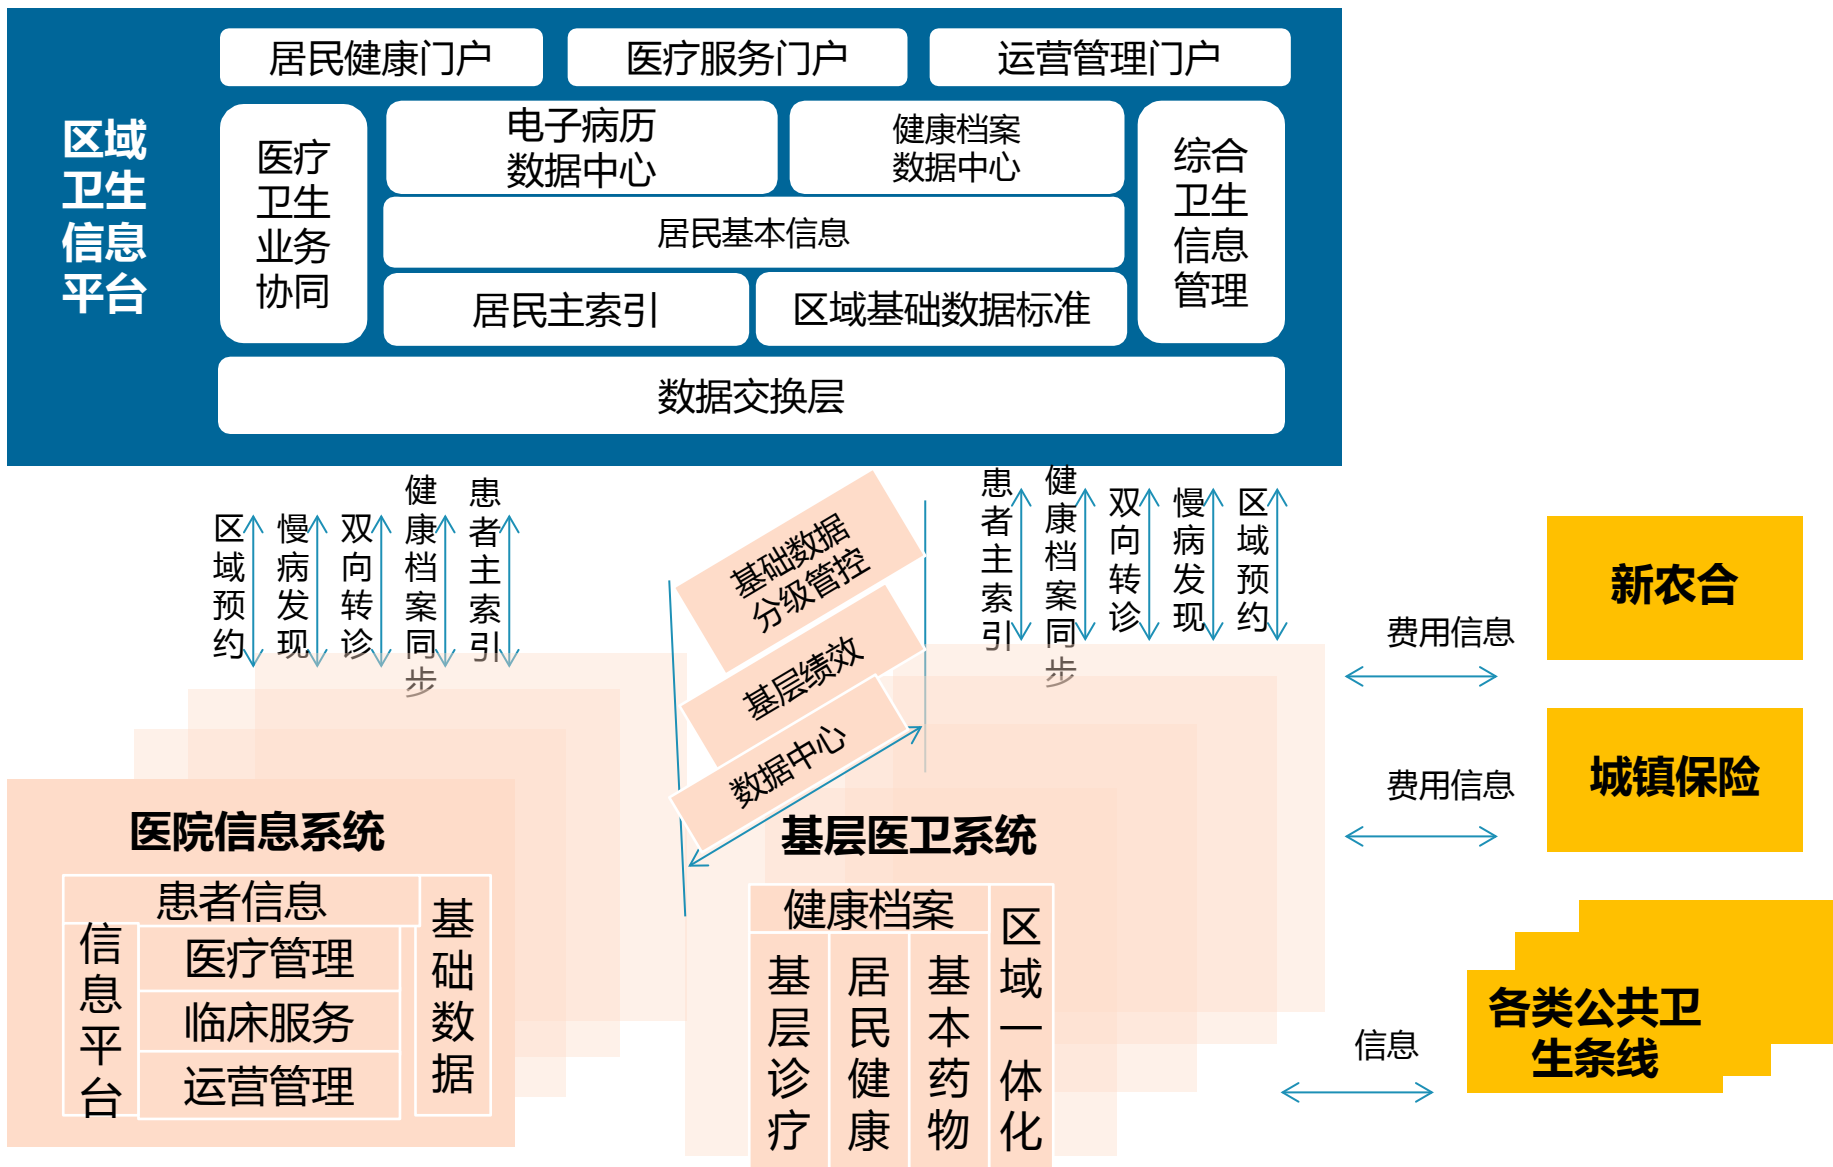 居民健康门户
医疗服务门户
运营管理门户
区域
卫生
信息
平台
医疗
卫生
业务
协同
电子病历
数据中心
健康档案
数据中心
综合
卫生
信息
管理
居民基本信息
居民主索引
区域基础数据标准
数据交换层
区域预约
慢病发现
双向转诊
健康档案同步
患者主索引
基础数据
分级管控
基层绩效
数据中心
患者主索引
健康档案同步
双向转诊
慢病发现
区域预约
费用信息
新农合
费用信息
城镇保险
信息
各类公共卫
生条线
医院信息系统
患者信息
信息平台
医疗管理
临床服务
运营管理
基础数据
基层医卫系统
健康档案
基层诊疗
居民健康
基本药物
区域一体化